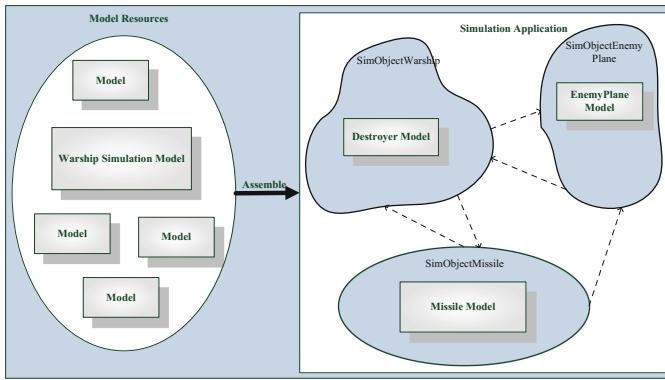 Model Resources
Model
Warship Simulation Model
Model
Model
Model
Assemble
Simulation Application
SimObjectWarship
Destroyer Model
SimObjectEnemy
Plane
EnemyPlane
Model
SimObjectMissile
Missile Model